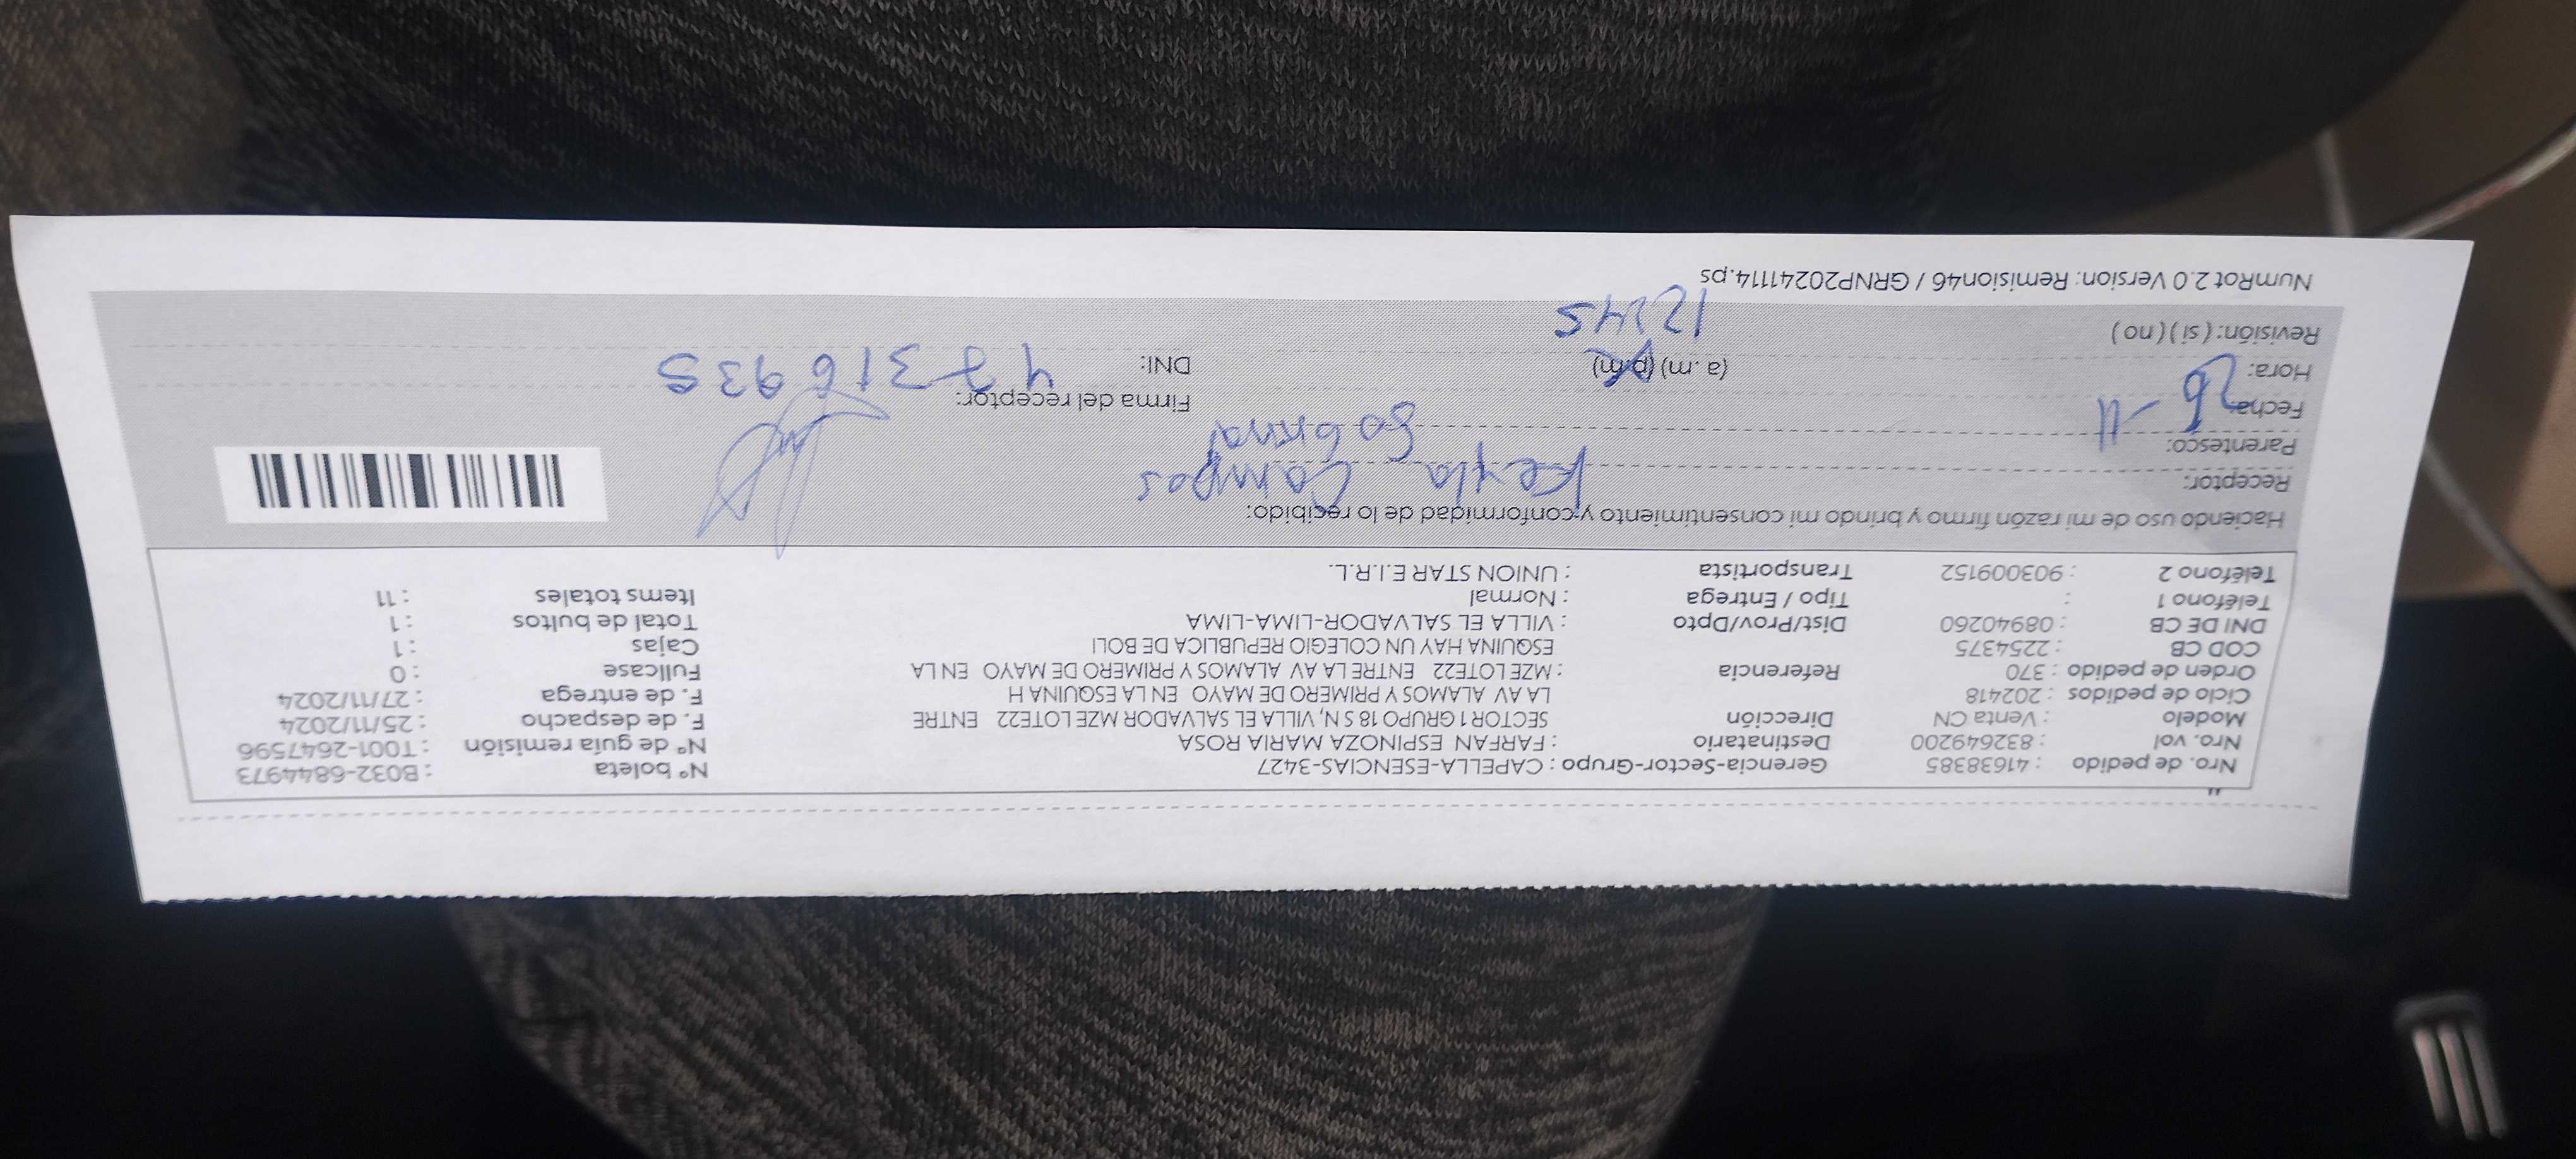 Nro. de pedido : 41638385 Gerencia-Sector-Grupo : CAPELLA-ESENCIAS-3427 N° boleta : B032-6844973
Nro. vol : 832649200 Destinatario : FARFAN ESPINOZA MARIA ROSA N° de guía remisión : T001-2647596
Modelo : Venta CN Dirección SECTOR 1 GRUPO 18 S N, VILLA EL SALVADOR MZE LOTE22 ENTRE F. de despacho : 25/11/2024
Ciclo de pedidos : 202418 LA AV ALAMOS Y PRIMERO DE MAYO EN LA ESQUINA H F. de entrega : 27/11/2024
Orden de pedido : 370 Referencia : MZE LOTE22 ENTRE LA AV ALAMOS Y PRIMERO DE MAYO EN LA Fullcase : 0
COD CB : 2254375 ESQUINA HAY UN COLEGIO REPUBLICA DE BOLI Cajas : 1
DNI DE CB : 08940260 Dist/Prov/Dpto : VILLA EL SALVADOR-LIMA-LIMA Total de bultos : 1
Teléfono 1 : Tipo / Entrega : Normal Items totales : 11
Teléfono 2 : 903009152 Transportista : UNION STAR E.I.R.L.
Haciendo uso de mi razón firmo y brindo mi consentimiento y conformidad de lo recibido:
Receptor: Keyla Campos
Parentesco: Sobrina
Fecha: 26-11 Firma del receptor:
Hora: (a.m) (p.m) DNI: 47316935
12:45
Revisión: ( si ) ( no )
NumRot 2.0 Version: Remision46 / GRNP20241114.ps